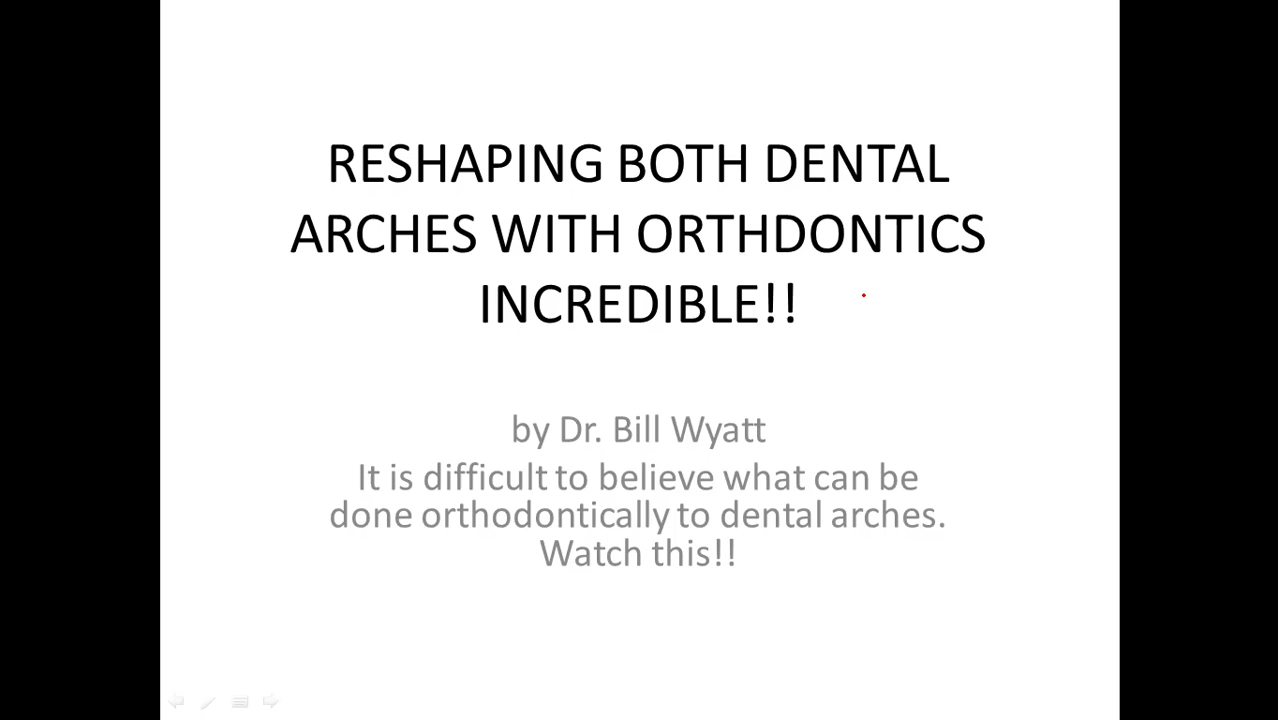 RESHAPING BOTH DENTAL
ARCHES WITH ORTHDONTICS
INCREDIBLE!!
by Dr. Bill Wyatt
It is difficult to believe what can be
done orthodontically to dental arches.
Watch this!!